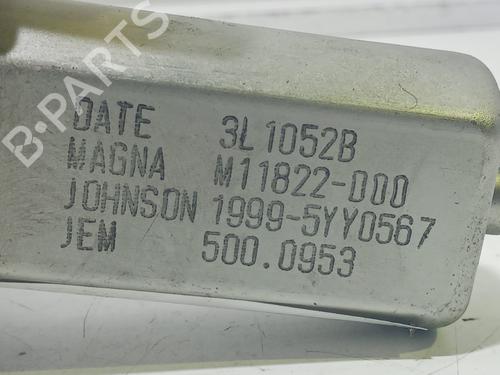 B-PARTS
DATE 3L1052B
MAGNA M11822-000
JOHNSON 1999-5YY0567
JEM 500.0953